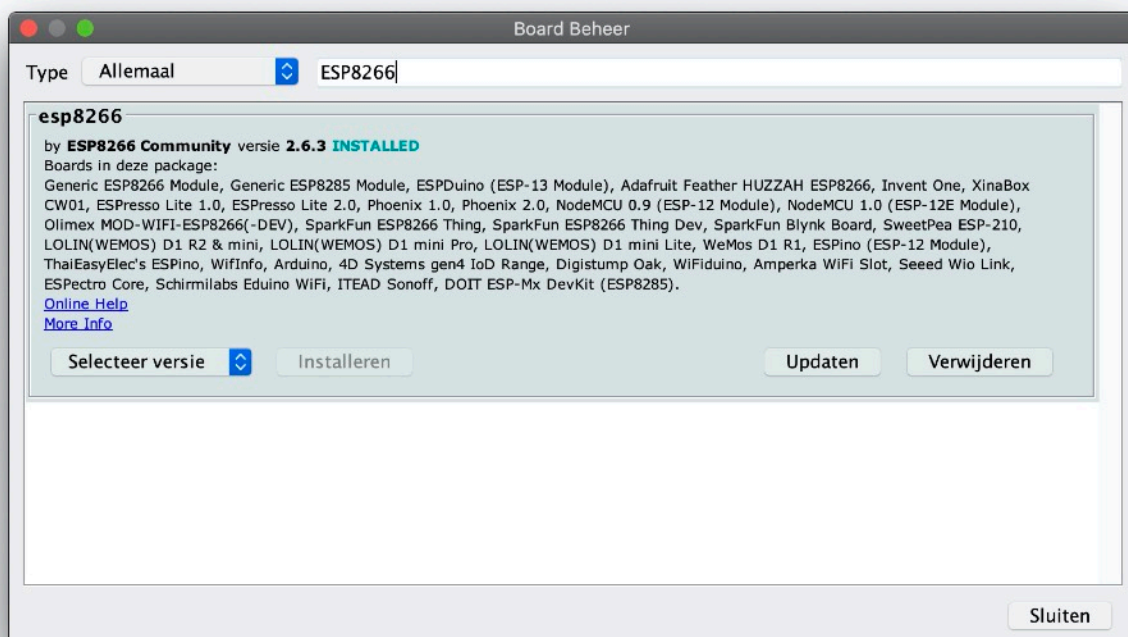 Board Beheer
Type Allemaal ESP8266
esp8266
by ESP8266 Community versie 2.6.3 INSTALLED
Boards in deze package:
Generic ESP8266 Module, Generic ESP8285 Module, ESPDuino (ESP-13 Module), Adafruit Feather HUZZAH ESP8266, Invent One, XinaBox
CW01, ESPresso Lite 1.0, ESPresso Lite 2.0, Phoenix 1.0, Phoenix 2.0, NodeMCU 0.9 (ESP-12 Module), NodeMCU 1.0 (ESP-12E Module),
Olimex MOD-WIFI-ESP8266(-DEV), SparkFun ESP8266 Thing, SparkFun ESP8266 Thing Dev, SparkFun Blynk Board, SweetPea ESP-210,
LOLIN(WEMOS) D1 R2 & mini, LOLIN(WEMOS) D1 mini Pro, LOLIN(WEMOS) D1 mini Lite, WeMos D1 R1, ESPino (ESP-12 Module),
ThaiEasyElec's ESPino, WifInfo, Arduino, 4D Systems gen4 IoD Range, Digistump Oak, WiFiduino, Amperka WiFi Slot, Seeed Wio Link,
ESPectro Core, Schirmilabs Eduino WiFi, ITEAD Sonoff, DOIT ESP-Mx DevKit (ESP8285).
Online Help
More Info
Selecteer versie Installeren Updaten Verwijderen
Sluiten